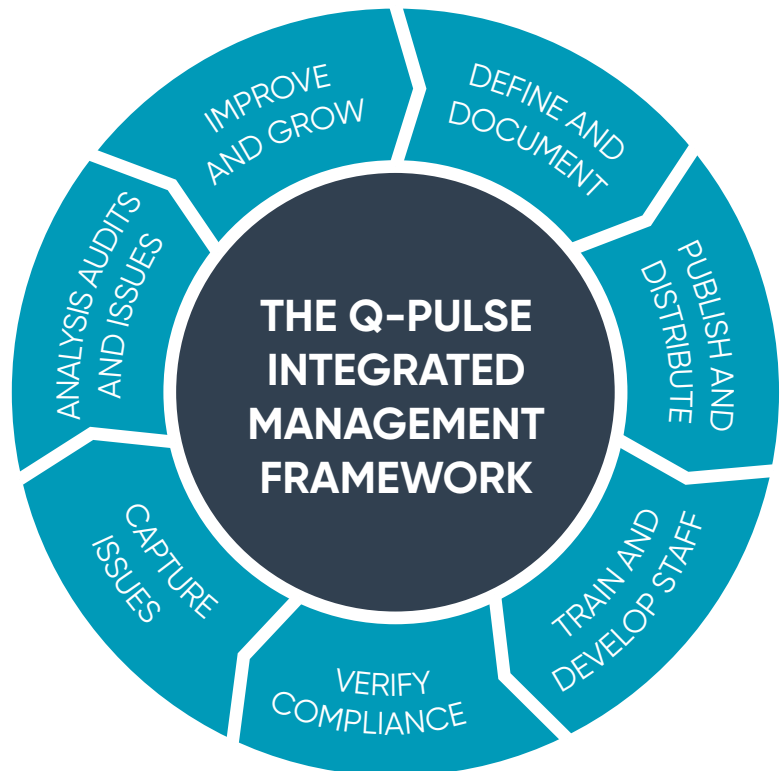 THE Q-PULSE
INTEGRATED
MANAGEMENT
FRAMEWORK
DEFINE AND
DOCUMENT
PUBLISH AND
DISTRIBUTE
TRAIN AND
DEVELOP STAFF
VERIFY
COMPLIANCE
CAPTURE
ISSUES
ANALYSIS AUDITS
AND ISSUES
IMPROVE
AND GROW